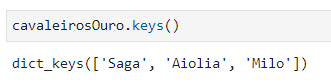 cavaleirosOuro.keys()
dict_keys(['Saga', 'Aiolia', 'Milo'])